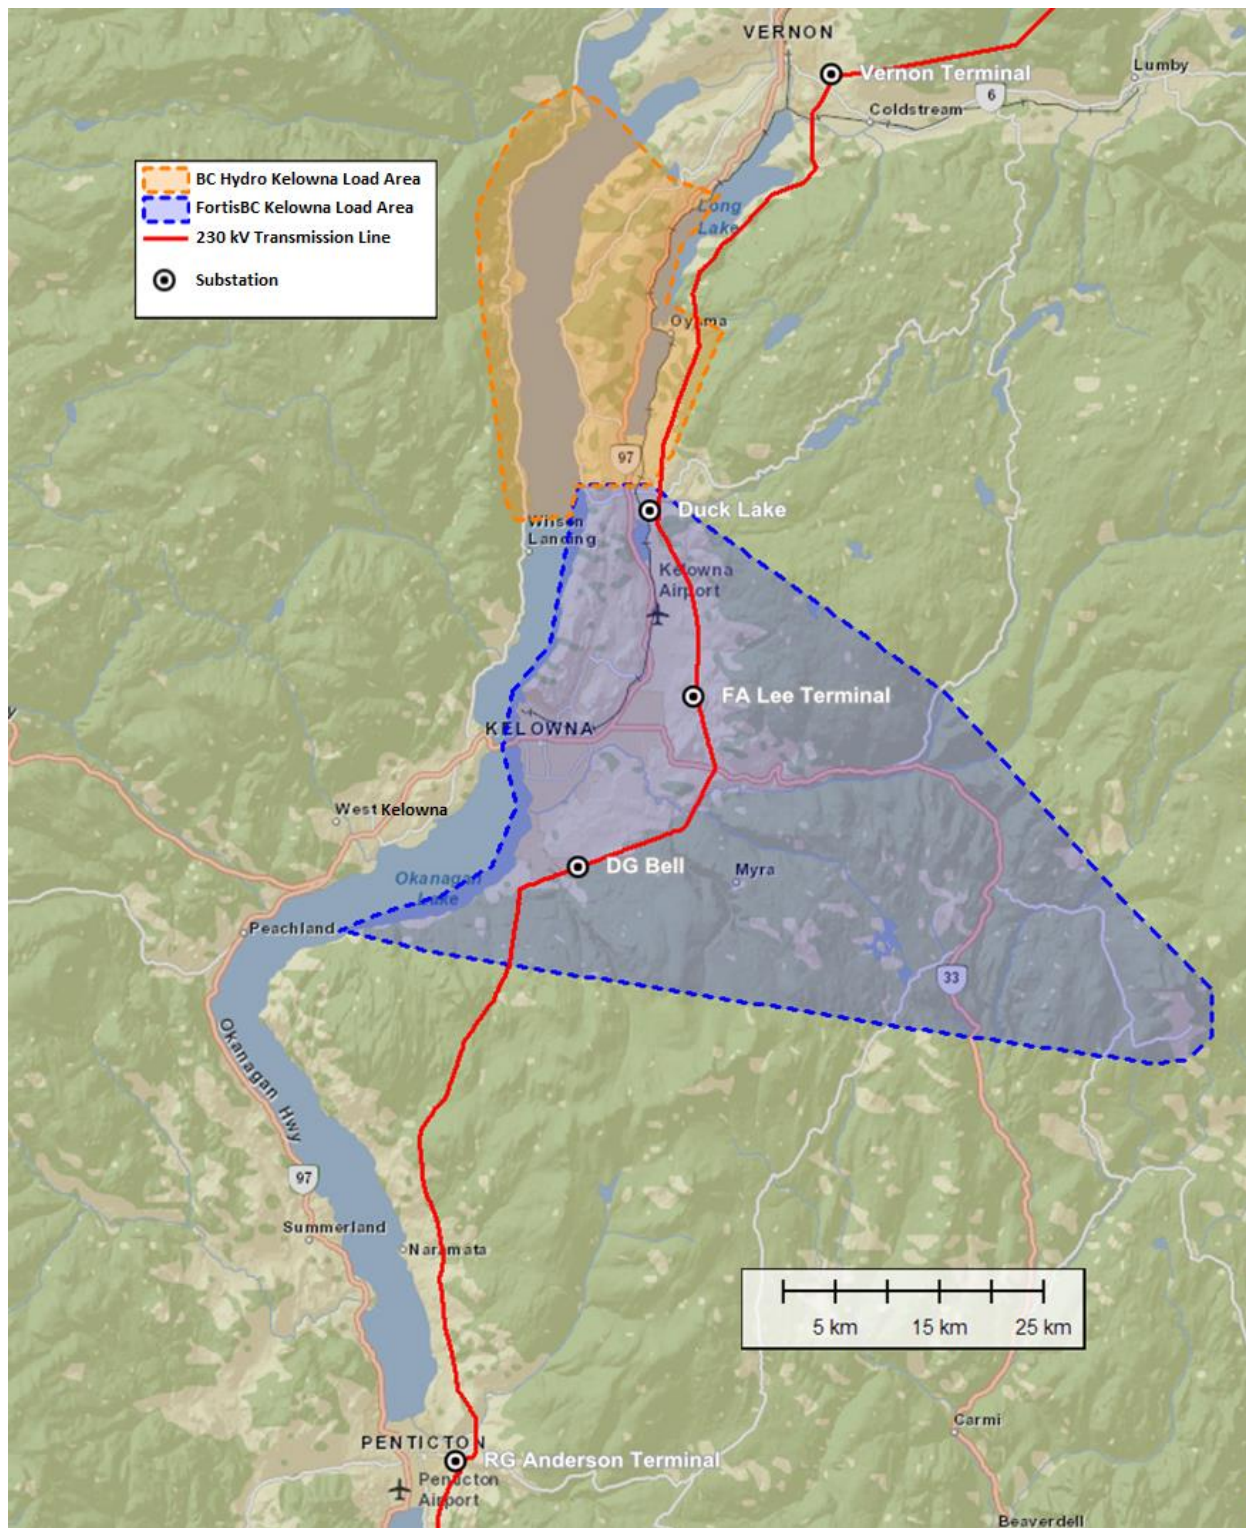 VERNON
Vernon Terminal
Lumby
6
Coldstream
BC Hydro Kelowna Load Area
FortisBC Kelowna Load Area
230 kV Transmission Line
Substation
Long
Lake
Oyama
97
Duck Lake
Wilson
Landing
Kelowna
Airport
FA Lee Terminal
KELOWNA
West Kelowna
DG Bell
Myra
Okanagan
Lake
Peachland
33
Okanagan Hwy
97
Summerland
Naramata
5 km
15 km
25 km
Carmi
PENTICTON
RG Anderson Terminal
Penticton
Airport
Beaverdell